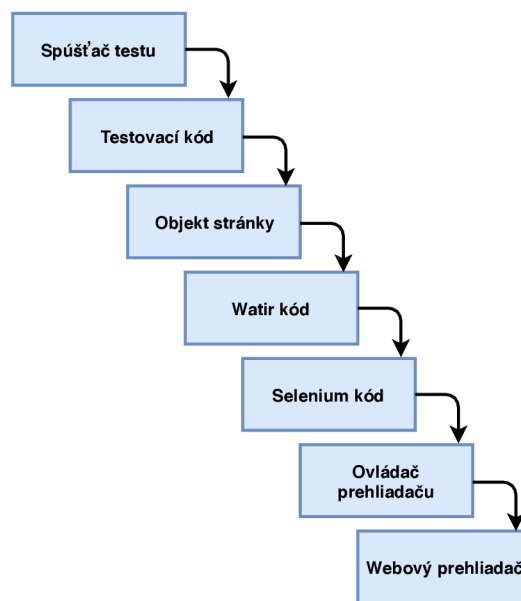 Spúšťač testu
Testovací kód
Objekt stránky
Watir kód
Selenium kód
Ovládač
prehliadaču
Webový prehliadač